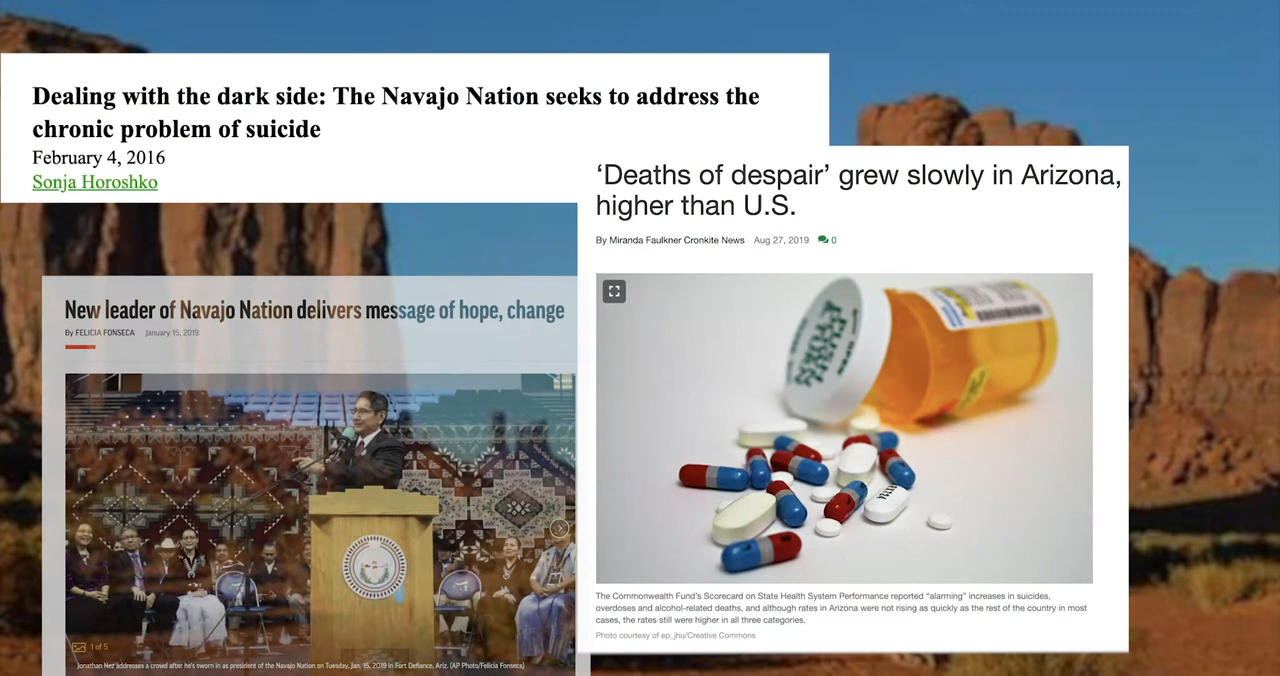 Dealing with the dark side: The Navajo Nation seeks to address the
chronic problem of suicide
February 4, 2016
Sonja Horoshko
‘Deaths of despair’ grew slowly in Arizona,
higher than U.S.
By Miranda Faulkner Cronkite News Aug 27, 2019 0
New leader of Navajo Nation delivers message of hope, change
By FELICIA FONSECA January 15, 2019
PUSH
& TURN
1 of 5
Jonathan Nez addresses a crowd after he's sworn in as president of the Navajo Nation on Tuesday, Jan. 15, 2019 in Fort Defiance, Ariz. (AP Photo/Felicia Fonseca)
The Commonwealth Fund's Scorecard on State Health System Performance reported “alarming” increases in suicides,
overdoses and alcohol-related deaths, and although rates in Arizona were not rising as quickly as the rest of the country in most
cases, the rates still were higher in all three categories.
Photo courtesy of ep_jhu/Creative Commons